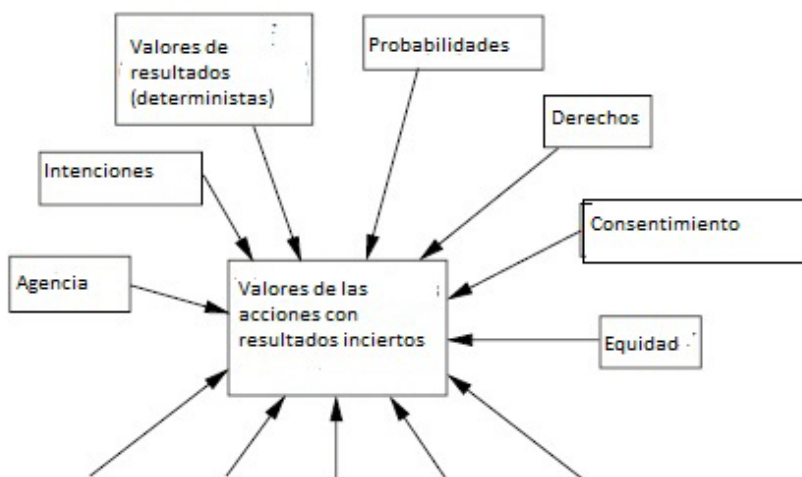 Valores de
resultados
(deterministas)
Probabilidades
Derechos
Intenciones
Consentimiento
Agencia
Valores de las
acciones con
resultados inciertos
Equidad